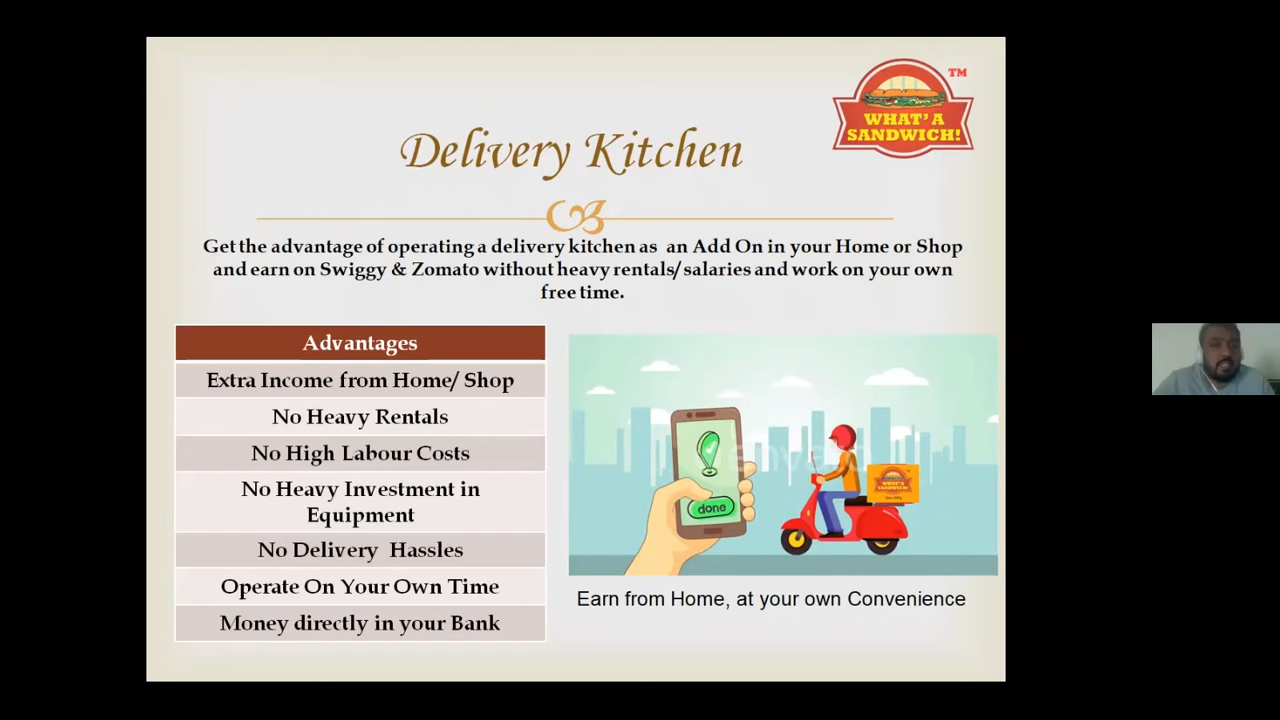 TM
WHAT'A
SANDWICH!
Delivery Kitchen
Get the advantage of operating a delivery kitchen as an Add On in your Home or Shop
and earn on Swiggy & Zomato without heavy rentals/salaries and work on your own
free time.
Advantages
Extra Income from Home/ Shop
No Heavy Rentals
No High Labour Costs
No Heavy Investment in
Equipment
No Delivery Hassles
Operate On Your Own Time
Money directly in your Bank
done
WHAT'A
SANDWICH!
Earn from Home, at your own Convenience